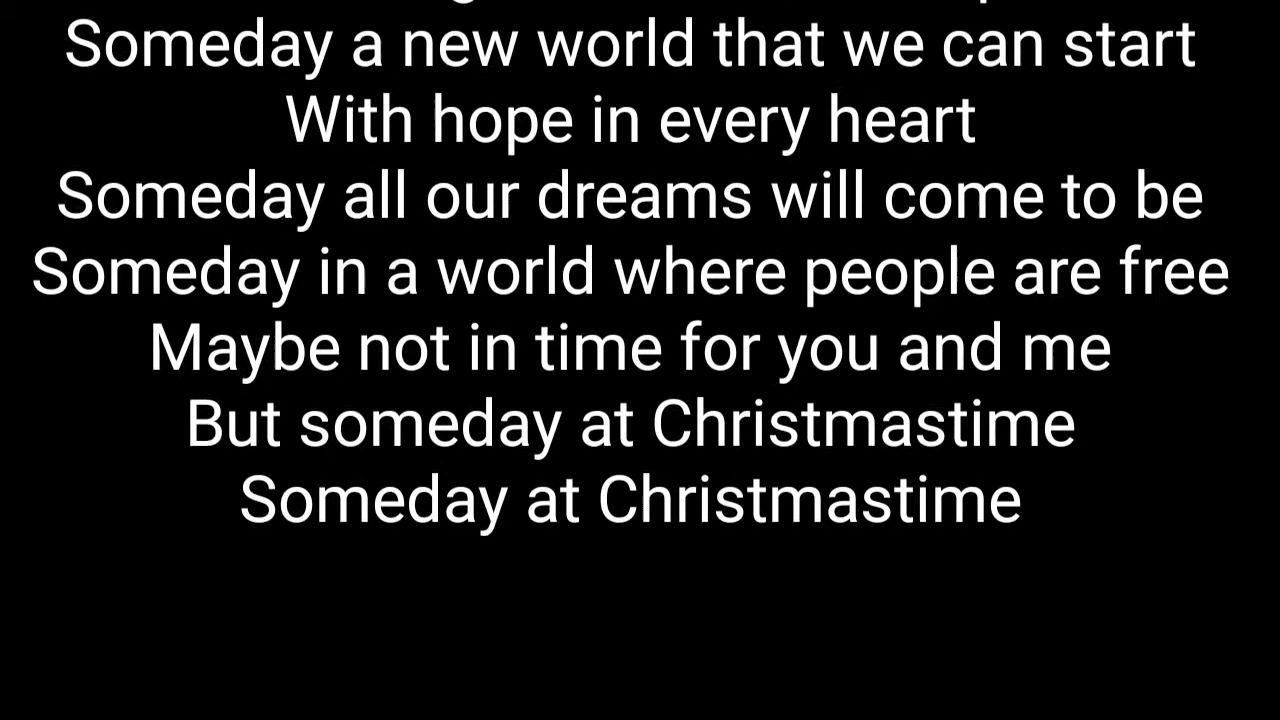 Someday a new world that we can start
With hope in every heart
Someday all our dreams will come to be
Someday in a world where people are free
Maybe not in time for you and me
But someday at Christmastime
Someday at Christmastime